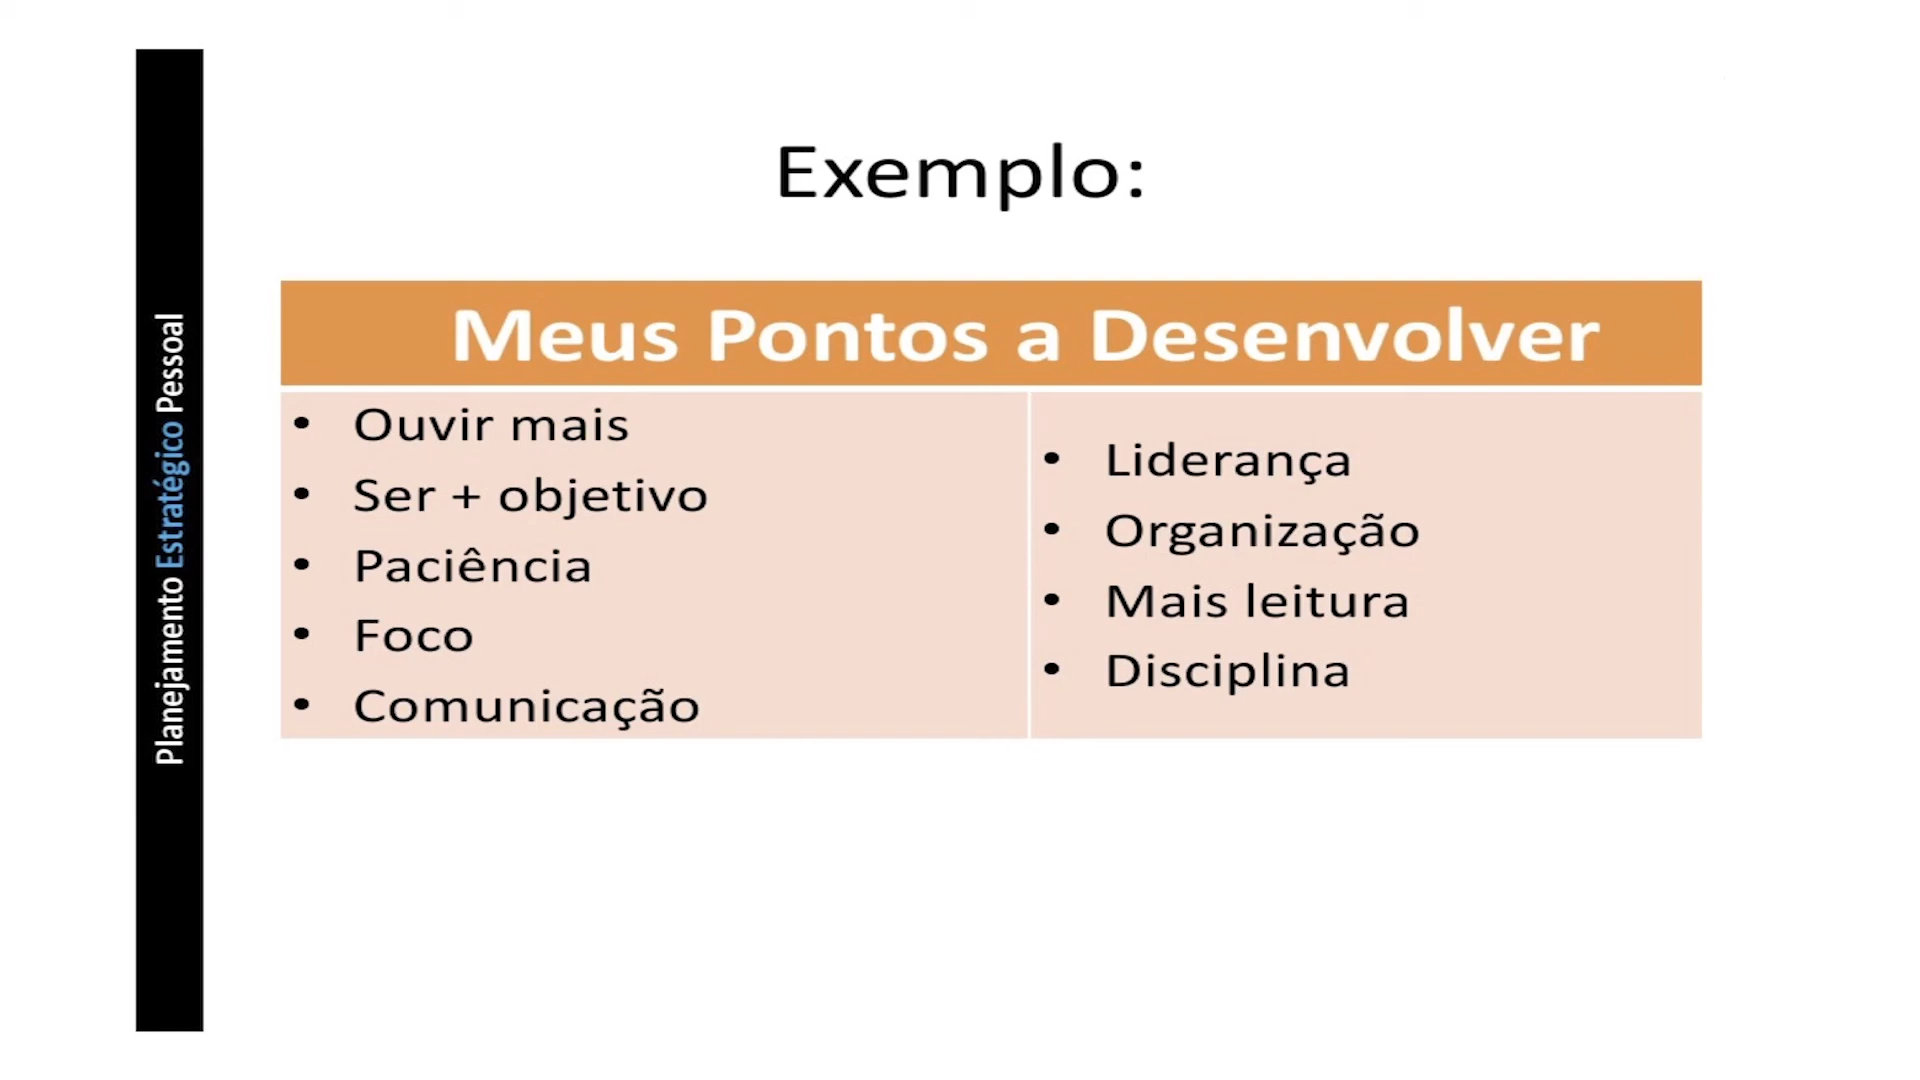 Planejamento Estratégico Pessoal
Exemplo:
Meus Pontos a Desenvolver
• Ouvir mais
• Ser + objetivo
• Paciência
• Foco
• Comunicação
• Liderança
• Organização
• Mais leitura
• Disciplina